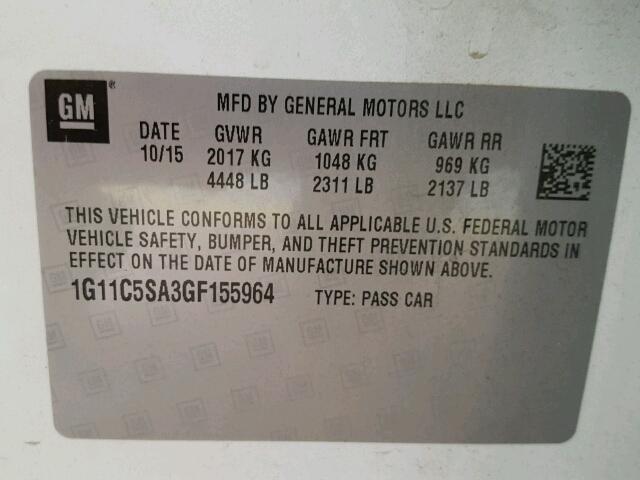 GM ®
MFD BY GENERAL MOTORS LLC
DATE GVWR GAWR FRT GAWR RR
10/15 2017 KG 1048 KG 969 KG
4448 LB 2311 LB 2137 LB
THIS VEHICLE CONFORMS TO ALL APPLICABLE U.S. FEDERAL MOTOR
VEHICLE SAFETY, BUMPER, AND THEFT PREVENTION STANDARDS IN
EFFECT ON THE DATE OF MANUFACTURE SHOWN ABOVE.
1G11C5SA3GF155964 TYPE: PASS CAR